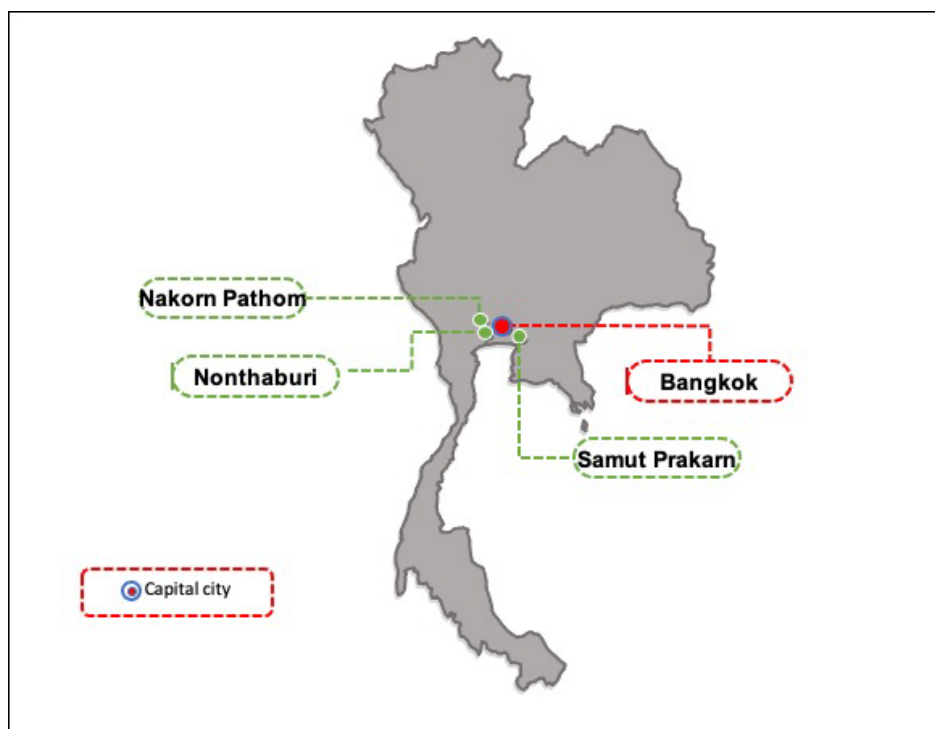 Nakorn Pathom
Nonthaburi
Bangkok
Samut Prakarn
Capital city